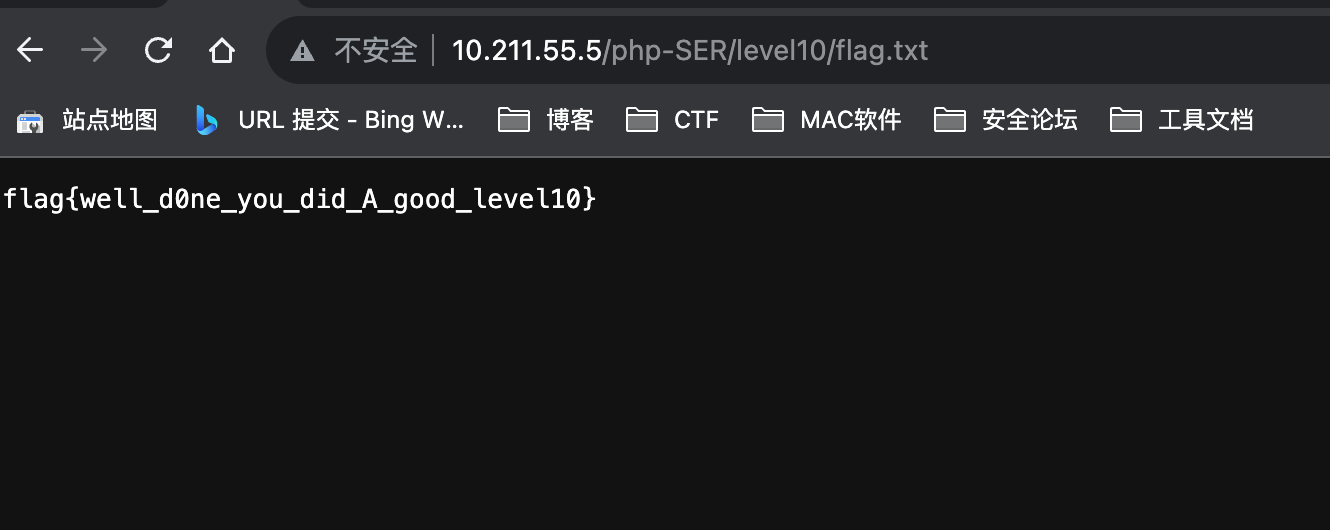 不安全 10.211.55.5/php-SER/level10/flag.txt
站点地图 URL 提交 - Bing W... 博客 CTF MAC软件 安全论坛 工具文档
flag{well_d0ne_you_did_A_good_level10}